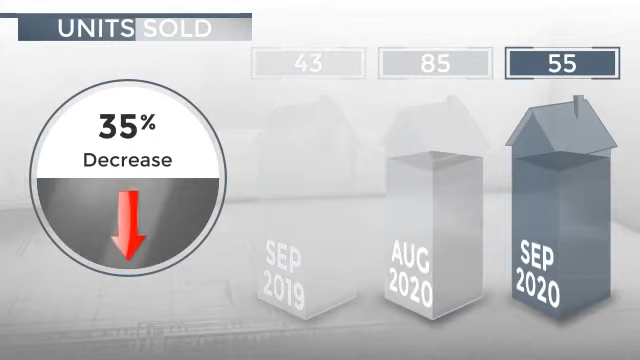 UNITS SOLD
43
85
55
35%
Decrease
SEP
2019
AUG
2020
SEP
2020